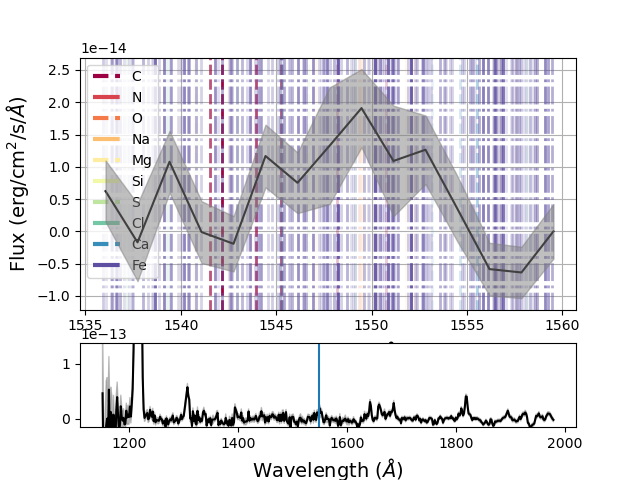 1e−14
2.5
2.0
1.5
1.0
0.5
0.0
−0.5
−1.0
Flux (erg/cm²/s/Å)
C
N
O
Na
Mg
Si
S
Cl
Ca
Fe
1535 1540 1545 1550 1555 1560
1e−13
1
0
1200 1400 1600 1800 2000
Wavelength (Å)